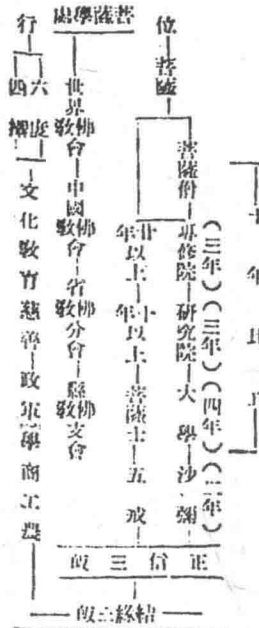 （三年）（三年）（四年）（二年）
菩薩僧—專修院—研究院—大學沙彌
位—菩薩
廿年以上—十年以上—菩薩士—五戒
正信三皈
菩薩學處
世界佛教會—中國佛教會—省佛教分會—縣佛教支會
行
六度
四攝
文化教育慈善—政軍學商工農
結緣三皈